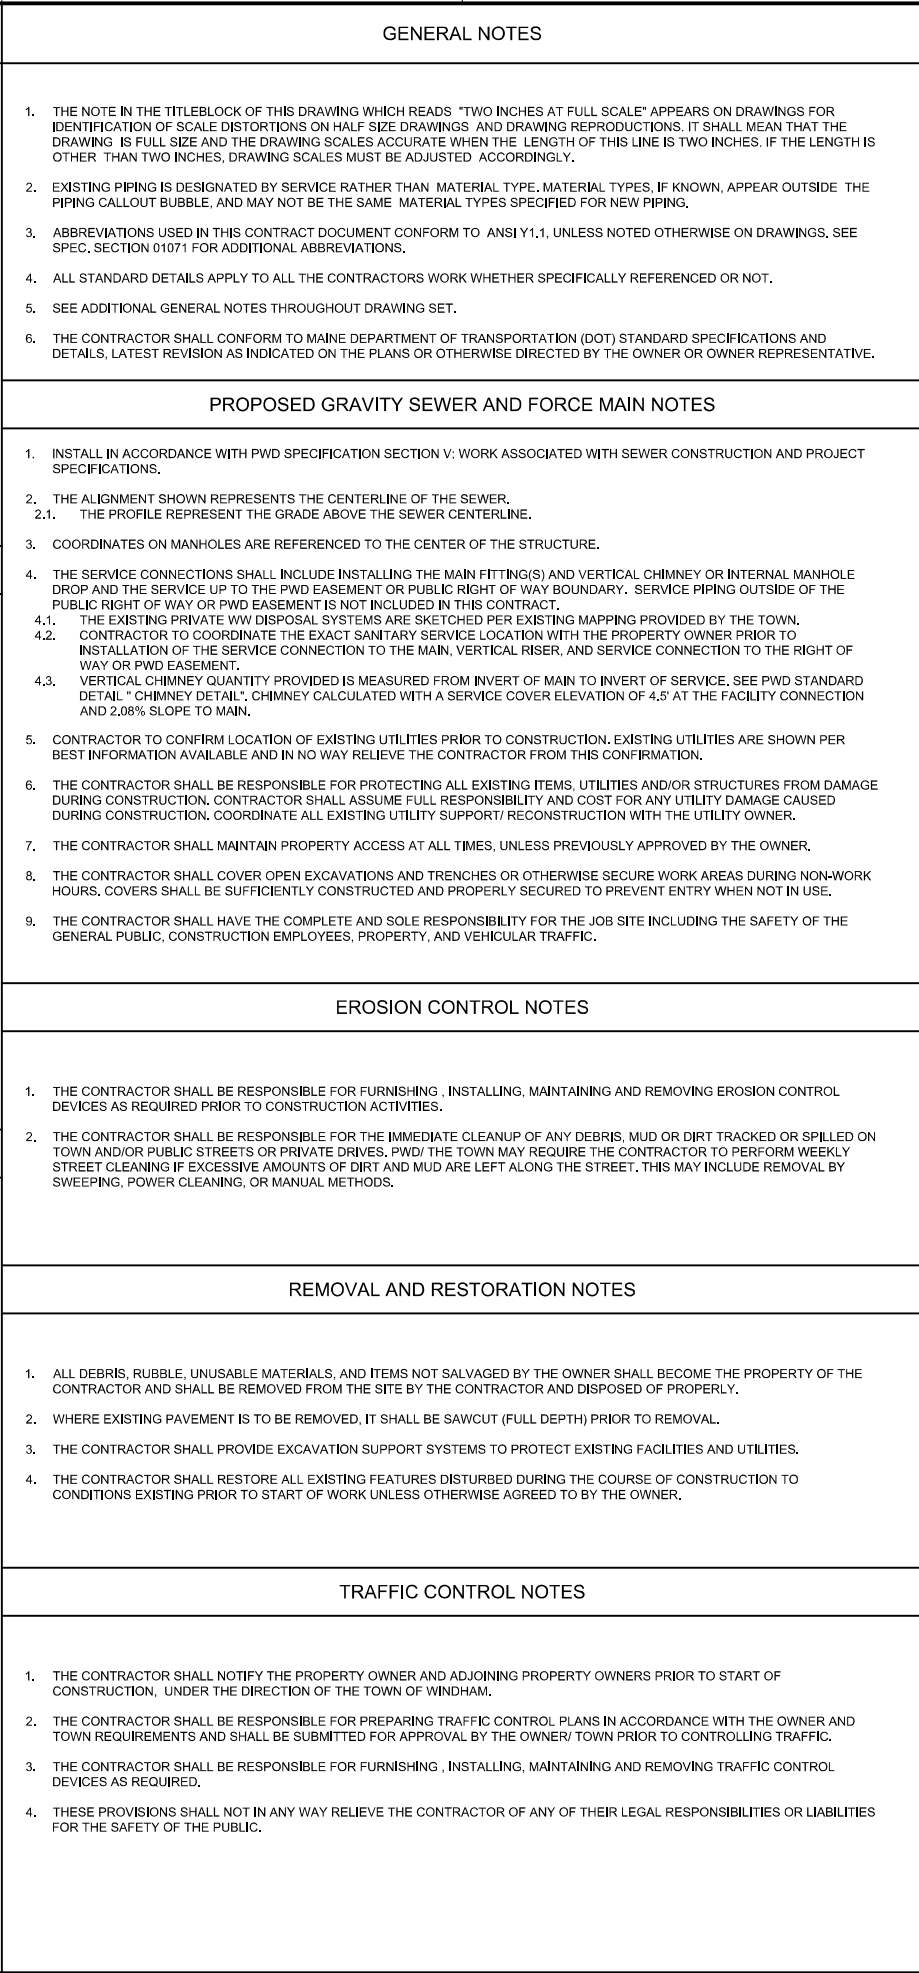 GENERAL NOTES
1. THE NOTE IN THE TITLEBLOCK OF THIS DRAWING WHICH READS "TWO INCHES AT FULL SCALE" APPEARS ON DRAWINGS FOR
IDENTIFICATION OF SCALE DISTORTIONS ON HALF SIZE DRAWINGS AND DRAWING REPRODUCTIONS. IT SHALL MEAN THAT THE
DRAWING IS FULL SIZE AND THE DRAWING SCALES ACCURATE WHEN THE LENGTH OF THIS LINE IS TWO INCHES. IF THE LENGTH IS
OTHER THAN TWO INCHES, DRAWING SCALES MUST BE ADJUSTED ACCORDINGLY.
2. EXISTING PIPING IS DESIGNATED BY SERVICE RATHER THAN MATERIAL TYPE. MATERIAL TYPES, IF KNOWN, APPEAR OUTSIDE THE
PIPING CALLOUT BUBBLE, AND MAY NOT BE THE SAME MATERIAL TYPES SPECIFIED FOR NEW PIPING.
3. ABBREVIATIONS USED IN THIS CONTRACT DOCUMENT CONFORM TO ANSI Y1.1, UNLESS NOTED OTHERWISE ON DRAWINGS. SEE
SPEC. SECTION 01071 FOR ADDITIONAL ABBREVIATIONS.
4. ALL STANDARD DETAILS APPLY TO ALL THE CONTRACTORS WORK WHETHER SPECIFICALLY REFERENCED OR NOT.
5. SEE ADDITIONAL GENERAL NOTES THROUGHOUT DRAWING SET.
6. THE CONTRACTOR SHALL CONFORM TO MAINE DEPARTMENT OF TRANSPORTATION (DOT) STANDARD SPECIFICATIONS AND
DETAILS, LATEST REVISION AS INDICATED ON THE PLANS OR OTHERWISE DIRECTED BY THE OWNER OR OWNER REPRESENTATIVE.
PROPOSED GRAVITY SEWER AND FORCE MAIN NOTES
1. INSTALL IN ACCORDANCE WITH PWD SPECIFICATION SECTION V: WORK ASSOCIATED WITH SEWER CONSTRUCTION AND PROJECT
SPECIFICATIONS.
2. THE ALIGNMENT SHOWN REPRESENTS THE CENTERLINE OF THE SEWER.
2.1. THE PROFILE REPRESENT THE GRADE ABOVE THE SEWER CENTERLINE.
3. COORDINATES ON MANHOLES ARE REFERENCED TO THE CENTER OF THE STRUCTURE.
4. THE SERVICE CONNECTIONS SHALL INCLUDE INSTALLING THE MAIN FITTING(S) AND VERTICAL CHIMNEY OR INTERNAL MANHOLE
DROP AND THE SERVICE UP TO THE PWD EASEMENT OR PUBLIC RIGHT OF WAY BOUNDARY. SERVICE PIPING OUTSIDE OF THE
PUBLIC RIGHT OF WAY OR PWD EASEMENT IS NOT INCLUDED IN THIS CONTRACT.
4.1. THE EXISTING PRIVATE WW DISPOSAL SYSTEMS ARE SKETCHED PER EXISTING MAPPING PROVIDED BY THE TOWN.
4.2. CONTRACTOR TO COORDINATE THE EXACT SANITARY SERVICE LOCATION WITH THE PROPERTY OWNER PRIOR TO
INSTALLATION OF THE SERVICE CONNECTION TO THE MAIN, VERTICAL RISER, AND SERVICE CONNECTION TO THE RIGHT OF
WAY OR PWD EASEMENT.
4.3. VERTICAL CHIMNEY QUANTITY PROVIDED IS MEASURED FROM INVERT OF MAIN TO INVERT OF SERVICE. SEE PWD STANDARD
DETAIL " CHIMNEY DETAIL". CHIMNEY CALCULATED WITH A SERVICE COVER ELEVATION OF 4.5' AT THE FACILITY CONNECTION
AND 2.08% SLOPE TO MAIN.
5. CONTRACTOR TO CONFIRM LOCATION OF EXISTING UTILITIES PRIOR TO CONSTRUCTION. EXISTING UTILITIES ARE SHOWN PER
BEST INFORMATION AVAILABLE AND IN NO WAY RELIEVE THE CONTRACTOR FROM THIS CONFIRMATION.
6. THE CONTRACTOR SHALL BE RESPONSIBLE FOR PROTECTING ALL EXISTING ITEMS, UTILITIES AND/OR STRUCTURES FROM DAMAGE
DURING CONSTRUCTION. CONTRACTOR SHALL ASSUME FULL RESPONSIBILITY AND COST FOR ANY UTILITY DAMAGE CAUSED
DURING CONSTRUCTION. COORDINATE ALL EXISTING UTILITY SUPPORT/ RECONSTRUCTION WITH THE UTILITY OWNER.
7. THE CONTRACTOR SHALL MAINTAIN PROPERTY ACCESS AT ALL TIMES, UNLESS PREVIOUSLY APPROVED BY THE OWNER.
8. THE CONTRACTOR SHALL COVER OPEN EXCAVATIONS AND TRENCHES OR OTHERWISE SECURE WORK AREAS DURING NON-WORK
HOURS. COVERS SHALL BE SUFFICIENTLY CONSTRUCTED AND PROPERLY SECURED TO PREVENT ENTRY WHEN NOT IN USE.
9. THE CONTRACTOR SHALL HAVE THE COMPLETE AND SOLE RESPONSIBILITY FOR THE JOB SITE INCLUDING THE SAFETY OF THE
GENERAL PUBLIC, CONSTRUCTION EMPLOYEES, PROPERTY, AND VEHICULAR TRAFFIC.
EROSION CONTROL NOTES
1. THE CONTRACTOR SHALL BE RESPONSIBLE FOR FURNISHING , INSTALLING, MAINTAINING AND REMOVING EROSION CONTROL
DEVICES AS REQUIRED PRIOR TO CONSTRUCTION ACTIVITIES.
2. THE CONTRACTOR SHALL BE RESPONSIBLE FOR THE IMMEDIATE CLEANUP OF ANY DEBRIS, MUD OR DIRT TRACKED OR SPILLED ON
TOWN AND/OR PUBLIC STREETS OR PRIVATE DRIVES. PWD/ THE TOWN MAY REQUIRE THE CONTRACTOR TO PERFORM WEEKLY
STREET CLEANING IF EXCESSIVE AMOUNTS OF DIRT AND MUD ARE LEFT ALONG THE STREET. THIS MAY INCLUDE REMOVAL BY
SWEEPING, POWER CLEANING, OR MANUAL METHODS.
REMOVAL AND RESTORATION NOTES
1. ALL DEBRIS, RUBBLE, UNUSABLE MATERIALS, AND ITEMS NOT SALVAGED BY THE OWNER SHALL BECOME THE PROPERTY OF THE
CONTRACTOR AND SHALL BE REMOVED FROM THE SITE BY THE CONTRACTOR AND DISPOSED OF PROPERLY.
2. WHERE EXISTING PAVEMENT IS TO BE REMOVED, IT SHALL BE SAWCUT (FULL DEPTH) PRIOR TO REMOVAL.
3. THE CONTRACTOR SHALL PROVIDE EXCAVATION SUPPORT SYSTEMS TO PROTECT EXISTING FACILITIES AND UTILITIES.
4. THE CONTRACTOR SHALL RESTORE ALL EXISTING FEATURES DISTURBED DURING THE COURSE OF CONSTRUCTION TO
CONDITIONS EXISTING PRIOR TO START OF WORK UNLESS OTHERWISE AGREED TO BY THE OWNER.
TRAFFIC CONTROL NOTES
1. THE CONTRACTOR SHALL NOTIFY THE PROPERTY OWNER AND ADJOINING PROPERTY OWNERS PRIOR TO START OF
CONSTRUCTION, UNDER THE DIRECTION OF THE TOWN OF WINDHAM.
2. THE CONTRACTOR SHALL BE RESPONSIBLE FOR PREPARING TRAFFIC CONTROL PLANS IN ACCORDANCE WITH THE OWNER AND
TOWN REQUIREMENTS AND SHALL BE SUBMITTED FOR APPROVAL BY THE OWNER/ TOWN PRIOR TO CONTROLLING TRAFFIC.
3. THE CONTRACTOR SHALL BE RESPONSIBLE FOR FURNISHING , INSTALLING, MAINTAINING AND REMOVING TRAFFIC CONTROL
DEVICES AS REQUIRED.
4. THESE PROVISIONS SHALL NOT IN ANY WAY RELIEVE THE CONTRACTOR OF ANY OF THEIR LEGAL RESPONSIBILITIES OR LIABILITIES
FOR THE SAFETY OF THE PUBLIC.